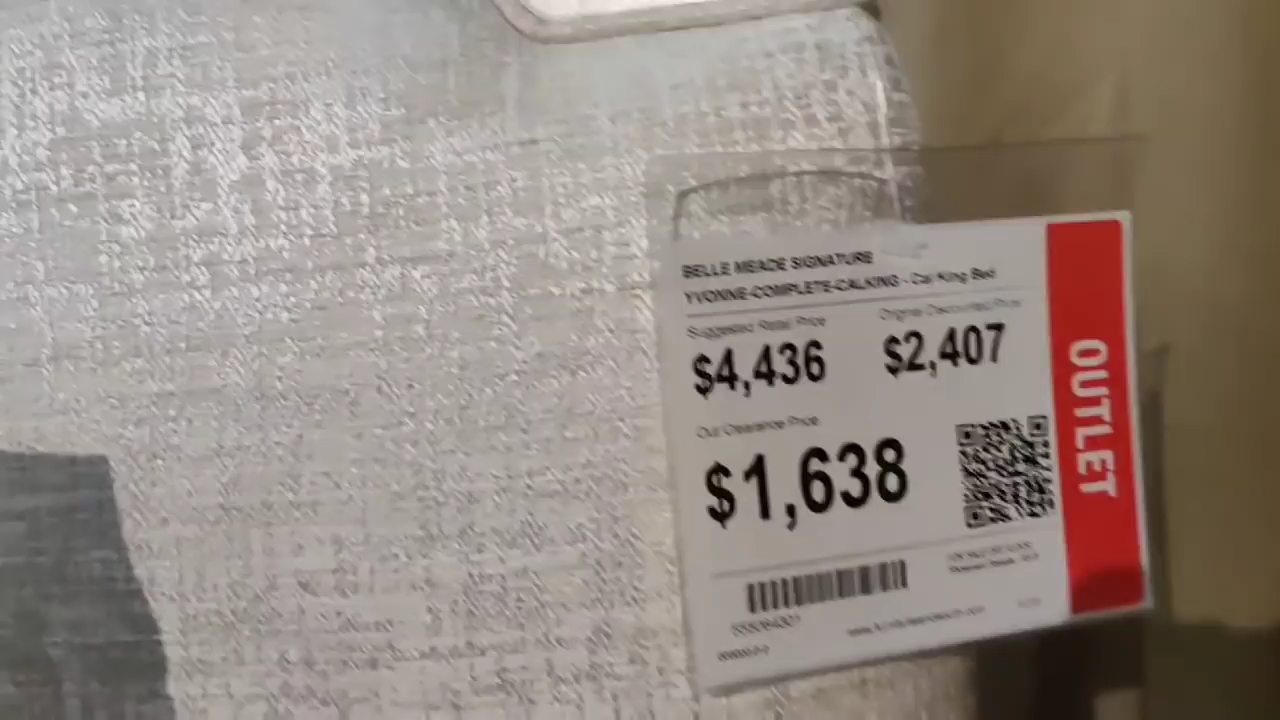 BELLE MEADE SIGNATURE
YVONNE-COMPLETE-CALKING - Cal King Bed
Suggested Retail Price
Original Discounted Price
$4,436
$2,407
Our Clearance Price
$1,638
OUTLET